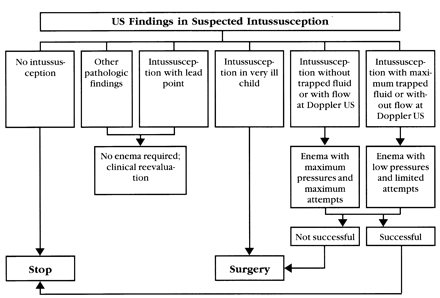 US Findings in Suspected Intussusception
No intussus-
ception
Other
pathologic
findings
Intussuscep-
tion with lead
point
Intussuscep-
tion in very ill
child
Intussuscep-
tion without
trapped fluid
or with flow
at Doppler US
Intussuscep-
tion with maxi-
mum trapped
fluid or with-
out flow at
Doppler US
No enema required;
clinical reevalua-
tion
Enema with
maximum
pressures and
maximum
attempts
Enema with
low pressures
and limited
attempts
Not successful
Successful
Stop
Surgery